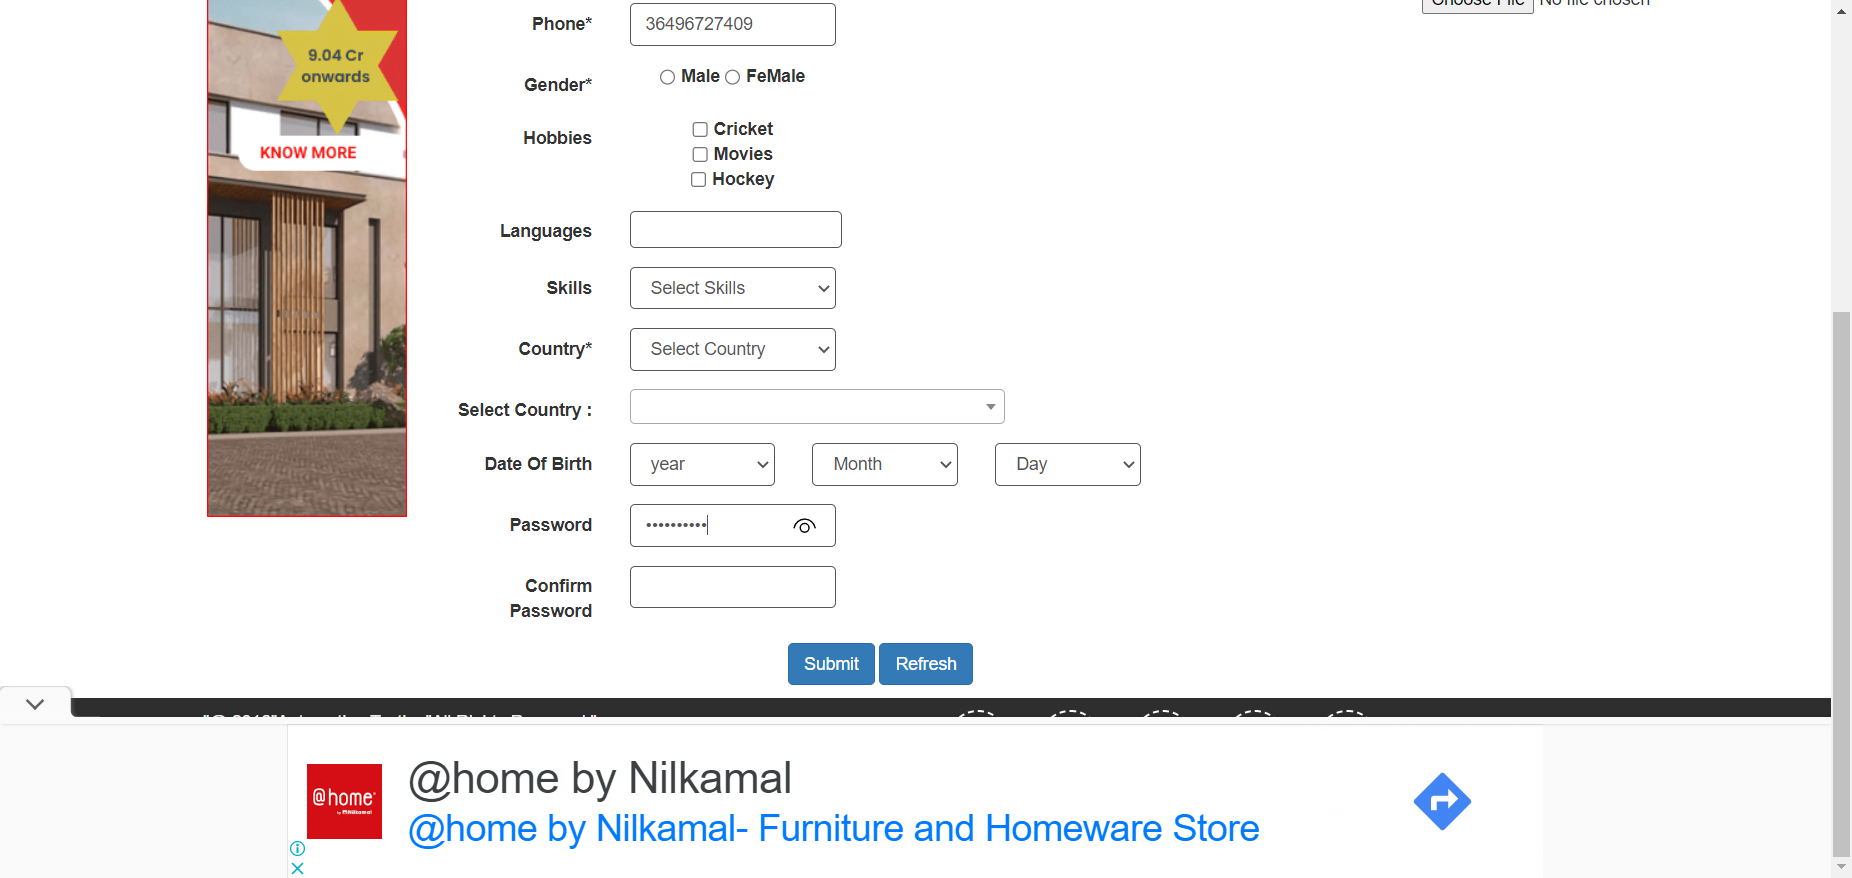 Choose File No file chosen
Phone* 36496727409
9.04 Cr
onwards
KNOW MORE
Gender* Male FeMale
Hobbies Cricket
Movies
Hockey
Languages
Skills Select Skills
Country* Select Country
Select Country :
Date Of Birth year Month Day
Password ••••••••••
Confirm
Password
Submit Refresh
@home
by Nilkamal
@home by Nilkamal
@home by Nilkamal- Furniture and Homeware Store